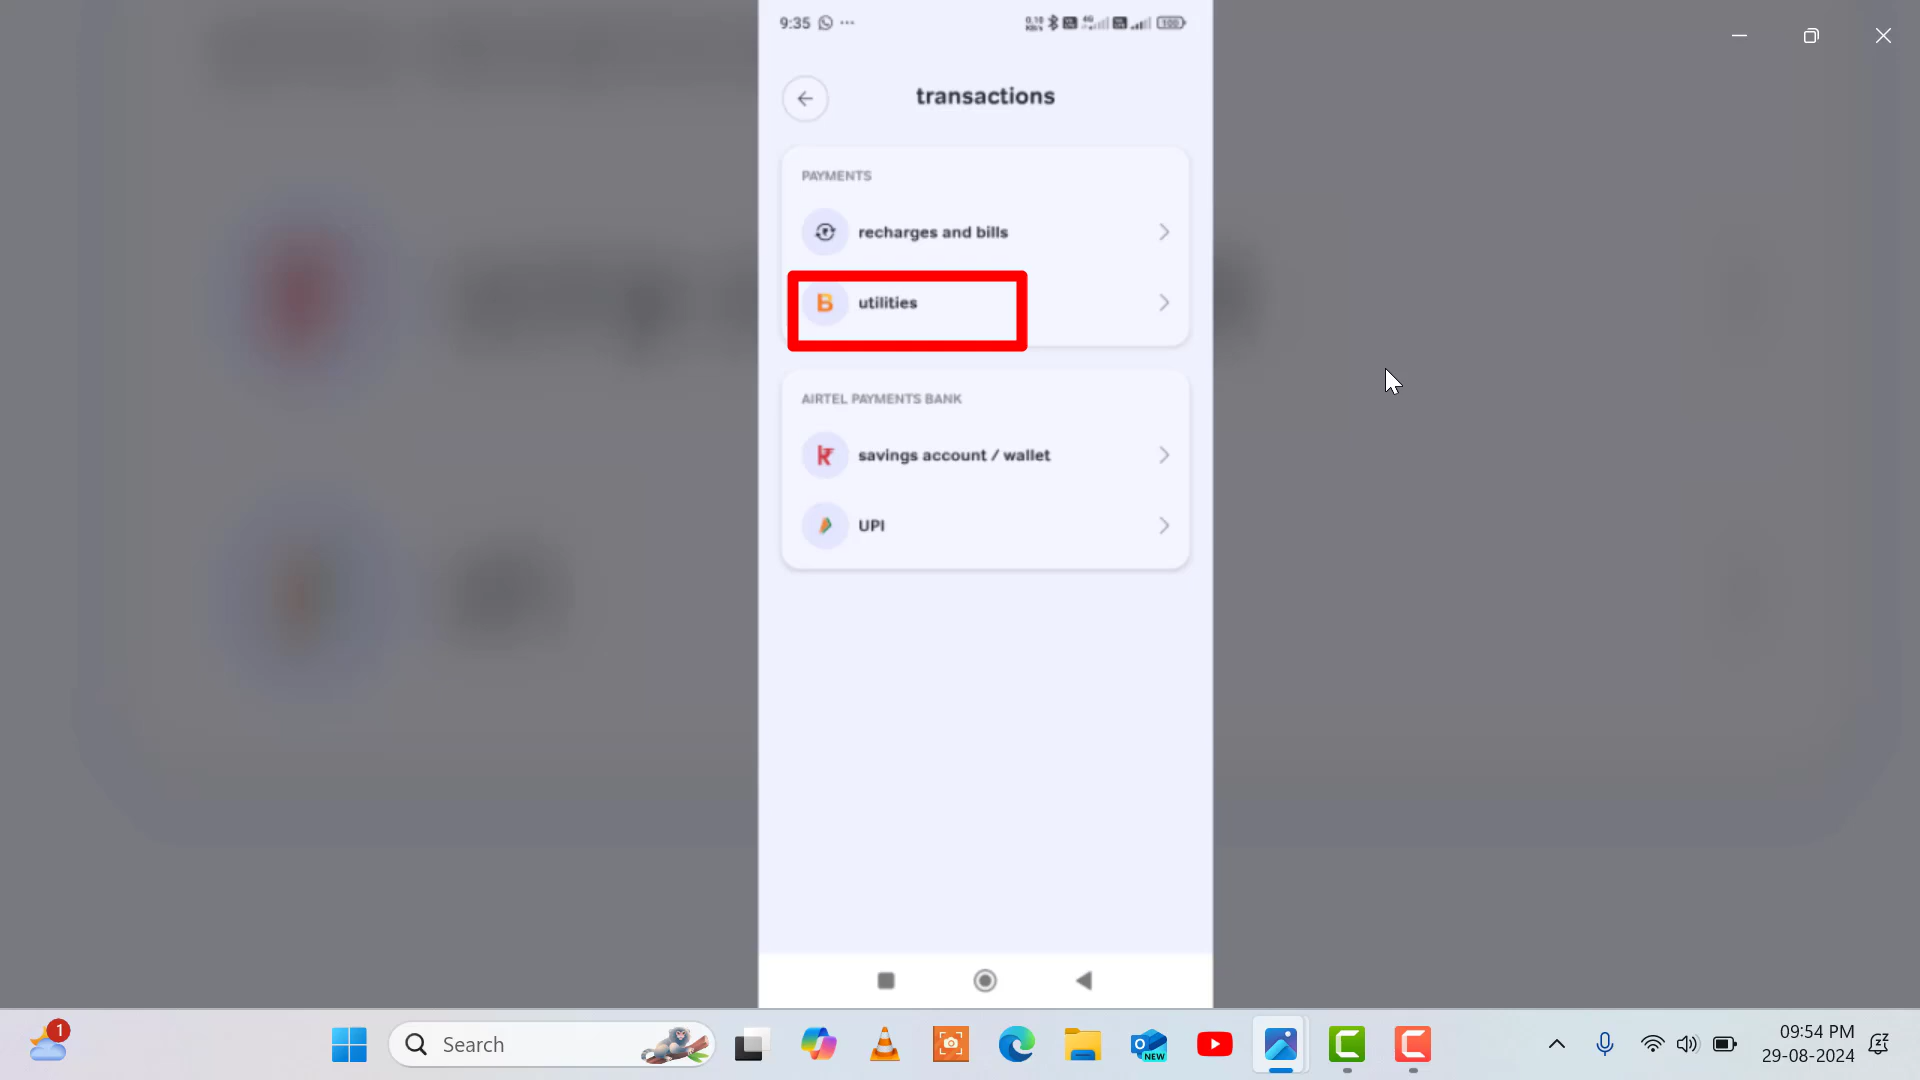 9:35
transactions
PAYMENTS
recharges and bills
B utilities
AIRTEL PAYMENTS BANK
savings account / wallet
UPI
1
Search
NEW
09:54 PM
29-08-2024